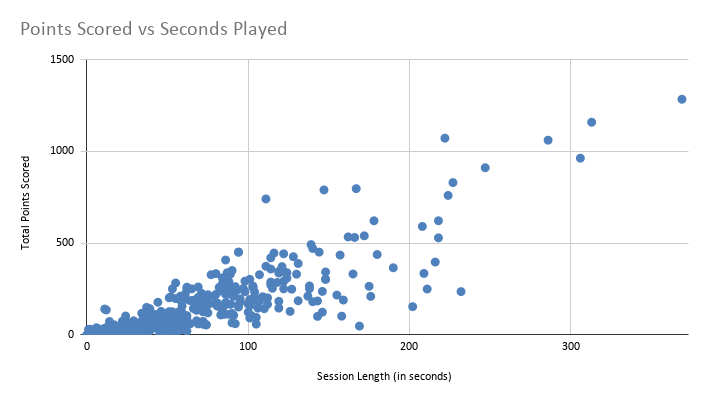 Points Scored vs Seconds Played
1500
1000
500
0
Total Points Scored
0 100 200 300
Session Length (in seconds)